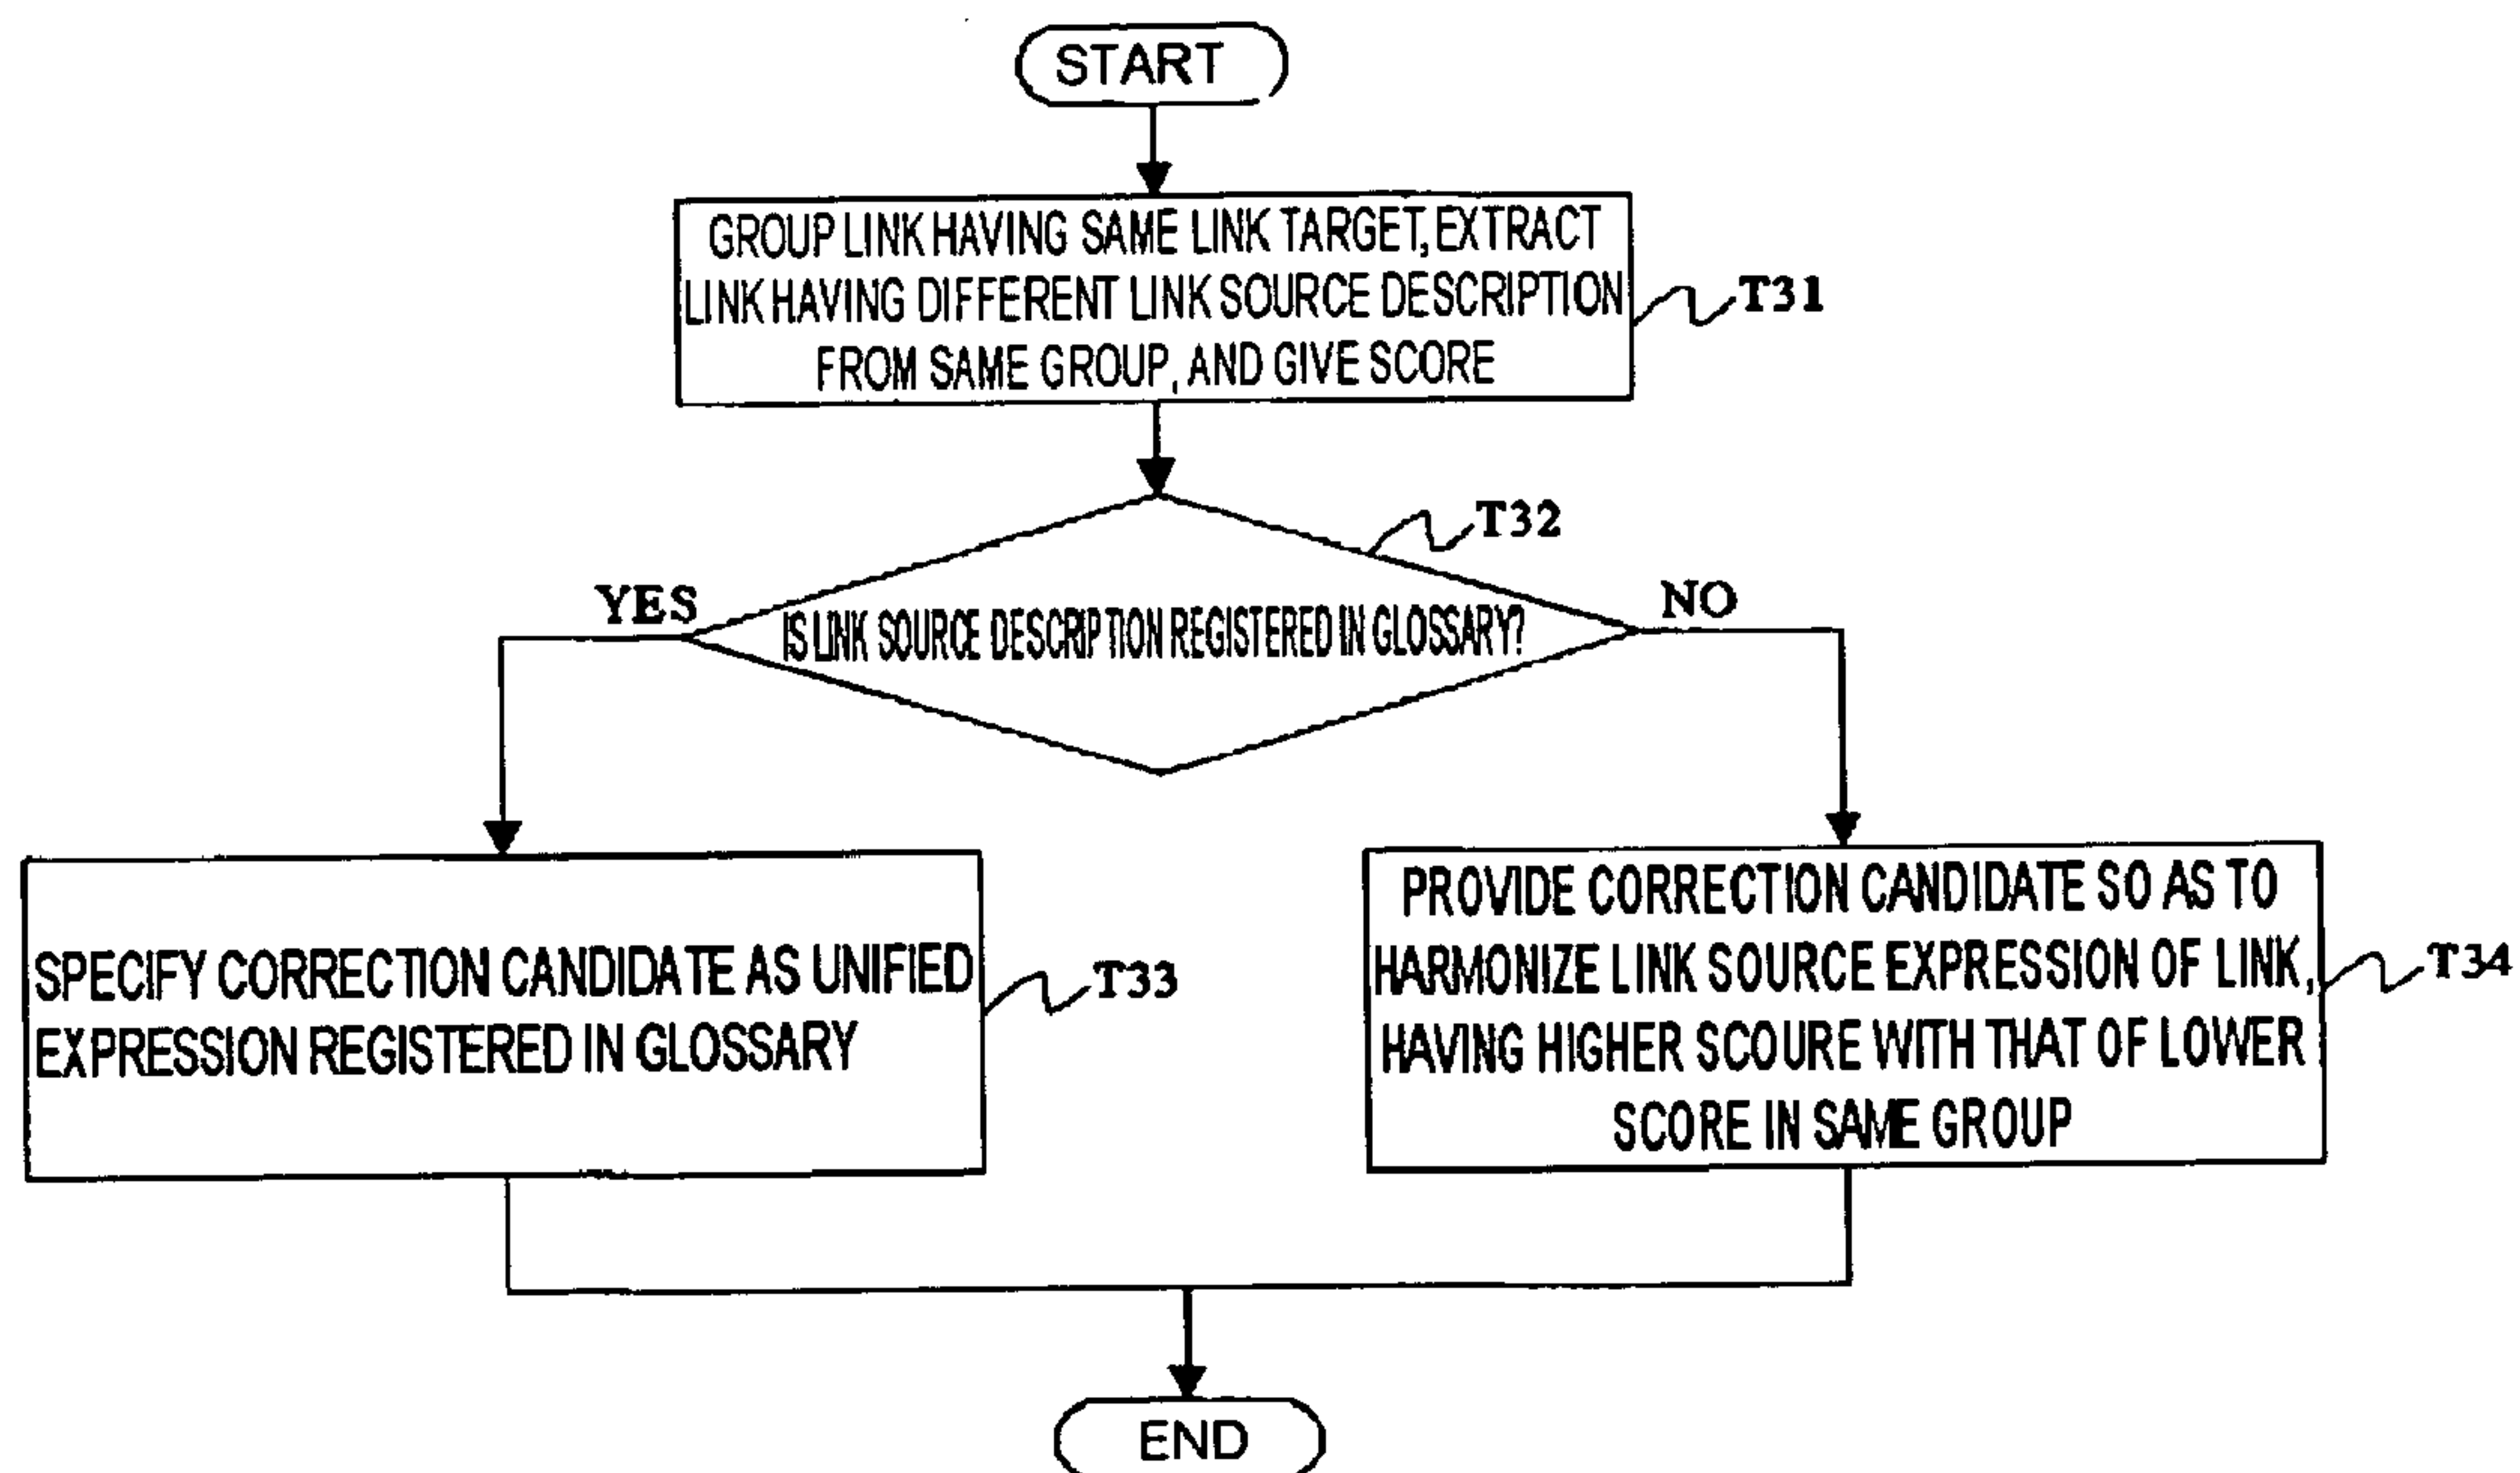 START
GROUP LINK HAVING SAME LINK TARGET, EXTRACT
LINK HAVING DIFFERENT LINK SOURCE DESCRIPTION
FROM SAME GROUP, AND GIVE SCORE
T31
T32
YES
NO
IS LINK SOURCE DESCRIPTION REGISTERED IN GLOSSARY?
SPECIFY CORRECTION CANDIDATE AS UNIFIED
EXPRESSION REGISTERED IN GLOSSARY
T33
PROVIDE CORRECTION CANDIDATE SO AS TO
HARMONIZE LINK SOURCE EXPRESSION OF LINK,
HAVING HIGHER SCOURE WITH THAT OF LOWER
SCORE IN SAME GROUP
T34
END